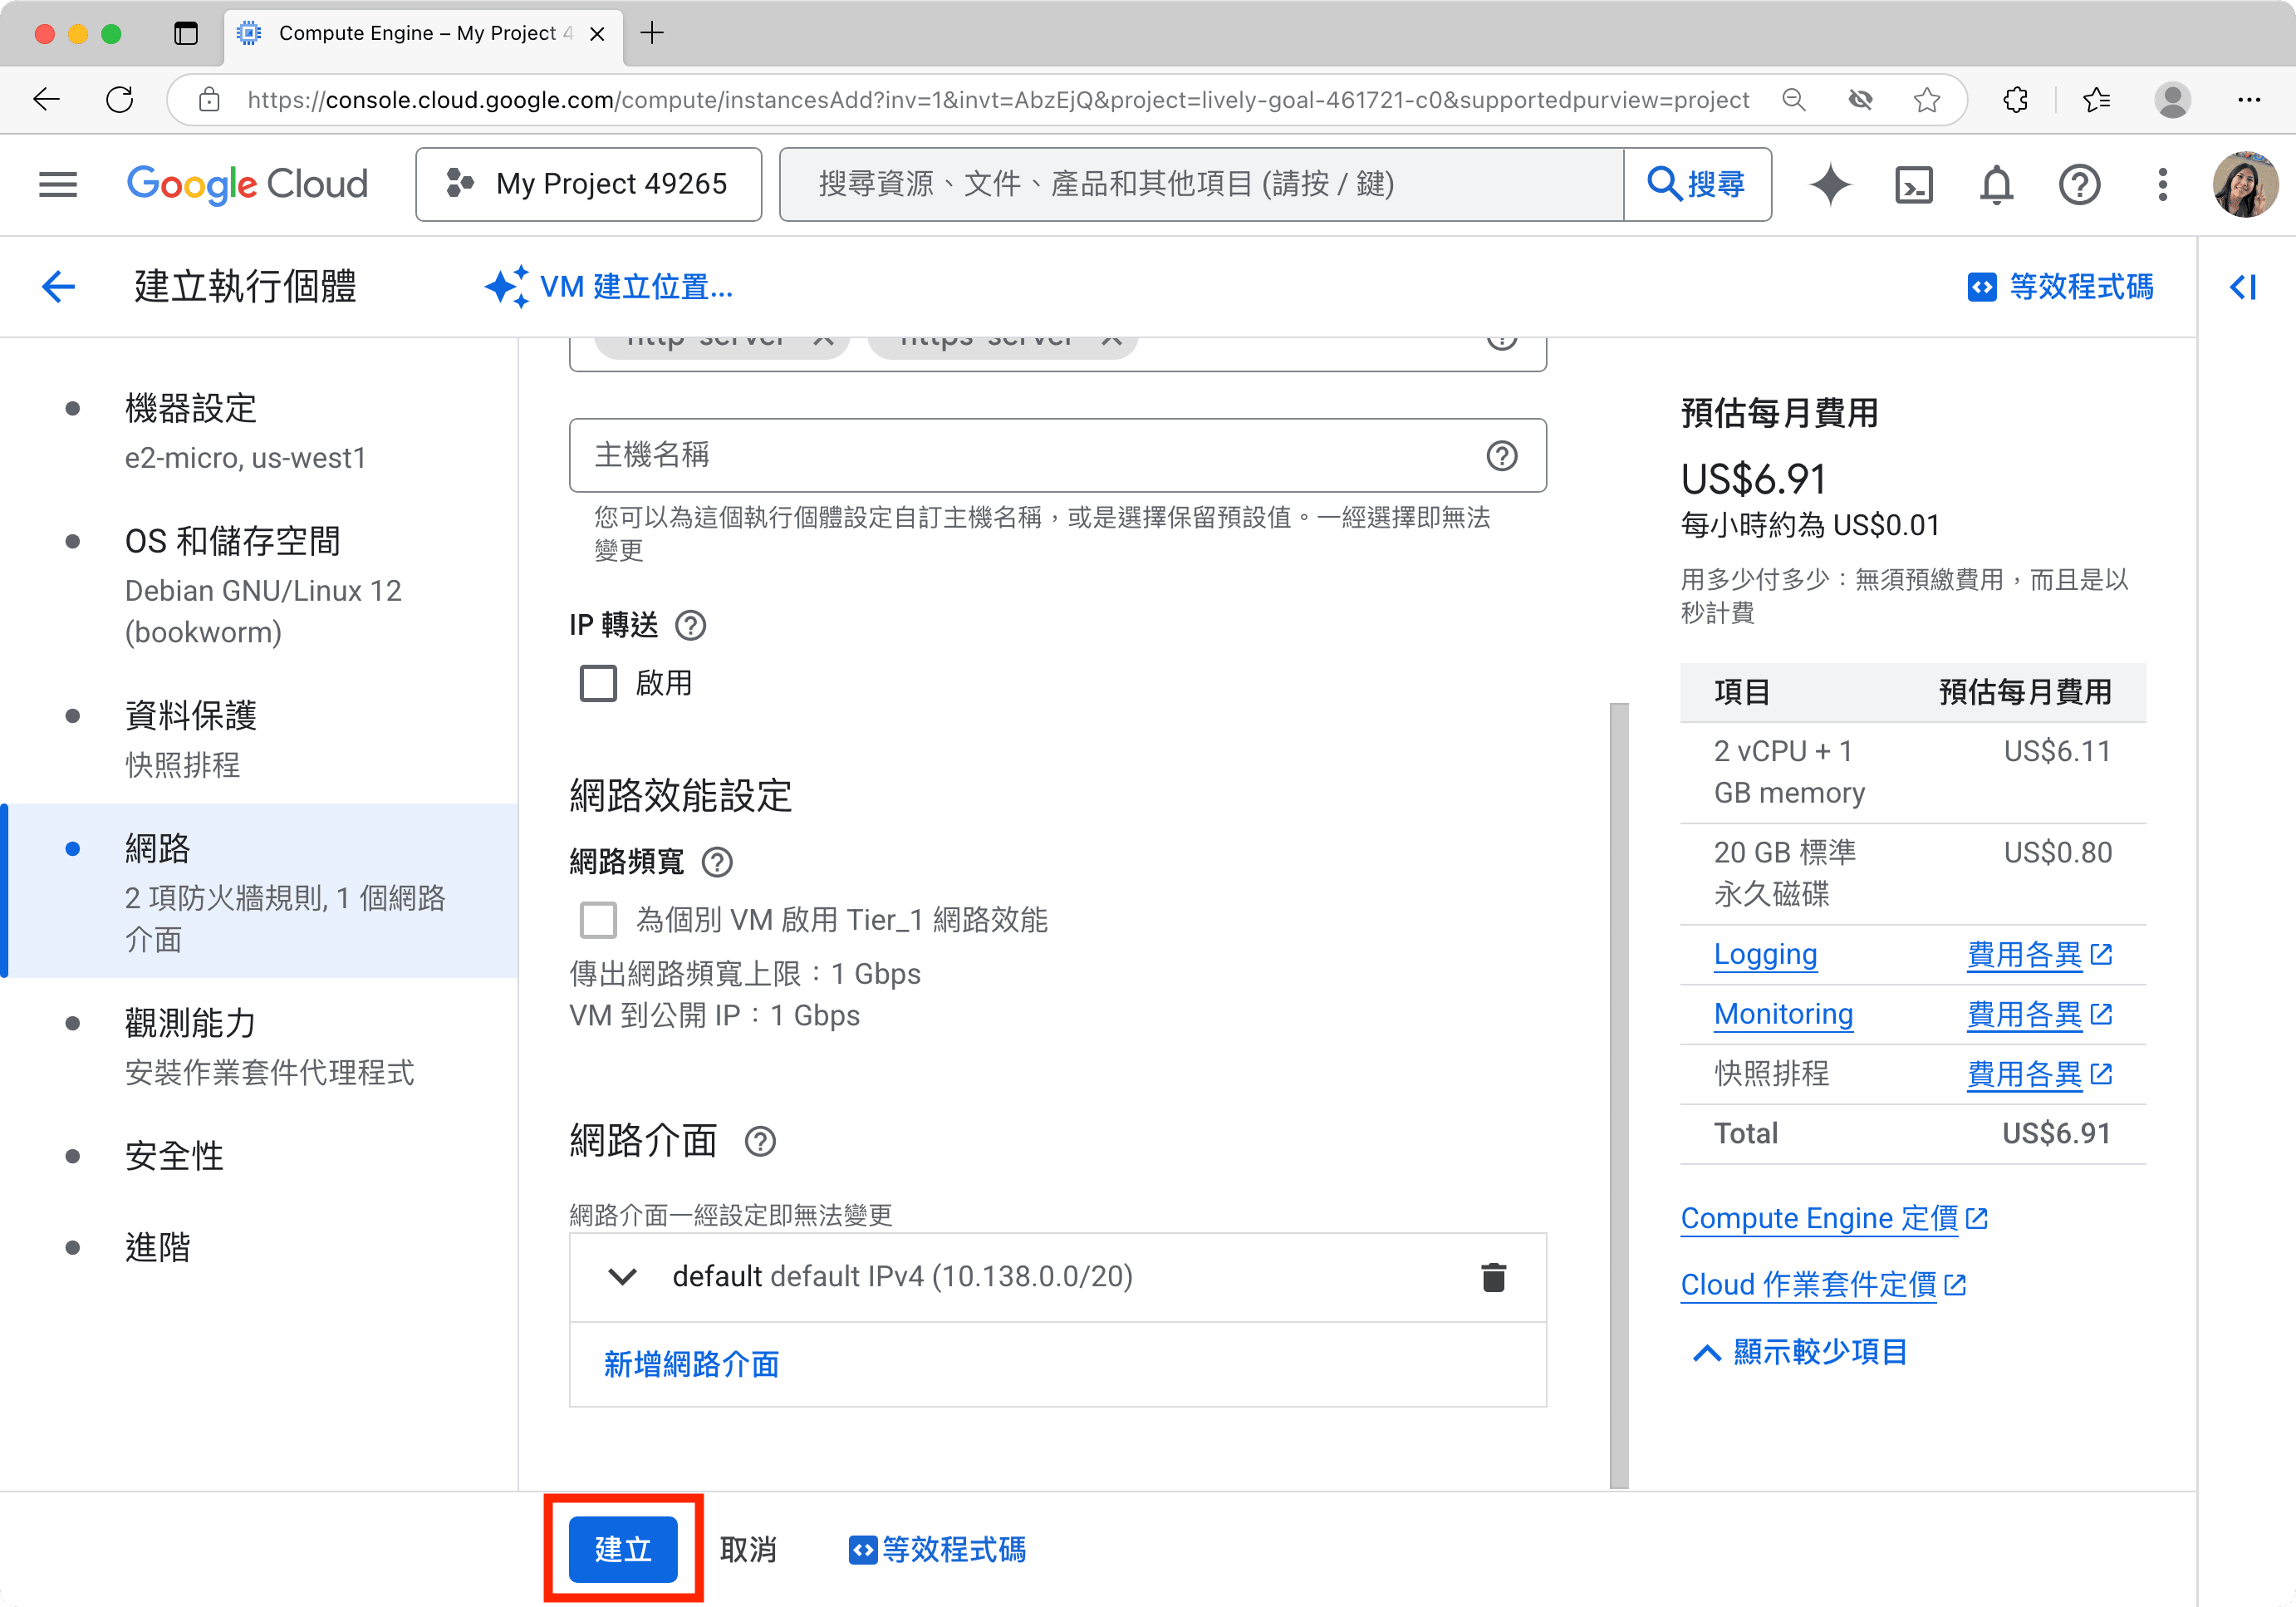 Compute Engine – My Project 4
https://console.cloud.google.com/compute/instancesAdd?inv=1&invt=AbzEjQ&project=lively-goal-461721-c0&supportedpurview=project
Google Cloud
My Project 49265
搜尋資源、文件、產品和其他項目 (請按 / 鍵)
搜尋
建立執行個體
VM 建立位置...
等效程式碼
機器設定
e2-micro, us-west1
OS 和儲存空間
Debian GNU/Linux 12
(bookworm)
資料保護
快照排程
網路
2 項防火牆規則, 1 個網路
介面
觀測能力
安裝作業套件代理程式
安全性
進階
http-server
https-server
主機名稱
您可以為這個執行個體設定自訂主機名稱，或是選擇保留預設值。一經選擇即無法
變更
IP 轉送
啟用
網路效能設定
網路頻寬
為個別 VM 啟用 Tier_1 網路效能
傳出網路頻寬上限：1 Gbps
VM 到公開 IP：1 Gbps
網路介面
網路介面一經設定即無法變更
default default IPv4 (10.138.0.0/20)
新增網路介面
預估每月費用
US$6.91
每小時約為 US$0.01
用多少付多少：無須預繳費用，而且是以
秒計費
項目 預估每月費用
2 vCPU + 1 US$6.11
GB memory
20 GB 標準 US$0.80
永久磁碟
Logging 費用各異
Monitoring 費用各異
快照排程 費用各異
Total US$6.91
Compute Engine 定價
Cloud 作業套件定價
顯示較少項目
建立
取消
等效程式碼